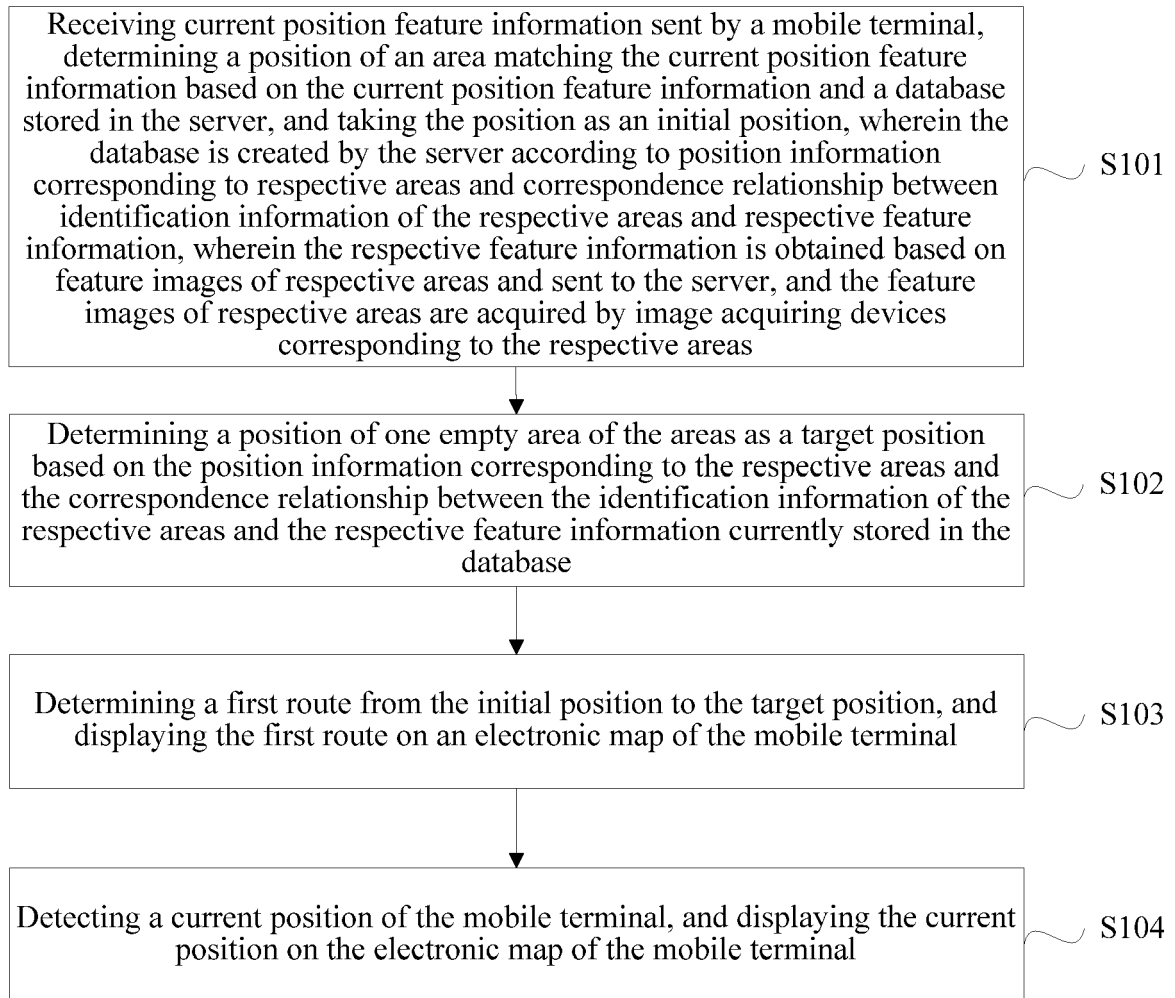 Receiving current position feature information sent by a mobile terminal,
determining a position of an area matching the current position feature
information based on the current position feature information and a database
stored in the server, and taking the position as an initial position, wherein the
database is created by the server according to position information
corresponding to respective areas and correspondence relationship between
identification information of the respective areas and respective feature
information, wherein the respective feature information is obtained based on
feature images of respective areas and sent to the server, and the feature
images of respective areas are acquired by image acquiring devices
corresponding to the respective areas
S101
Determining a position of one empty area of the areas as a target position
based on the position information corresponding to the respective areas and
the correspondence relationship between the identification information of the
respective areas and the respective feature information currently stored in the
database
S102
Determining a first route from the initial position to the target position, and
displaying the first route on an electronic map of the mobile terminal
S103
Detecting a current position of the mobile terminal, and displaying the current
position on the electronic map of the mobile terminal
S104